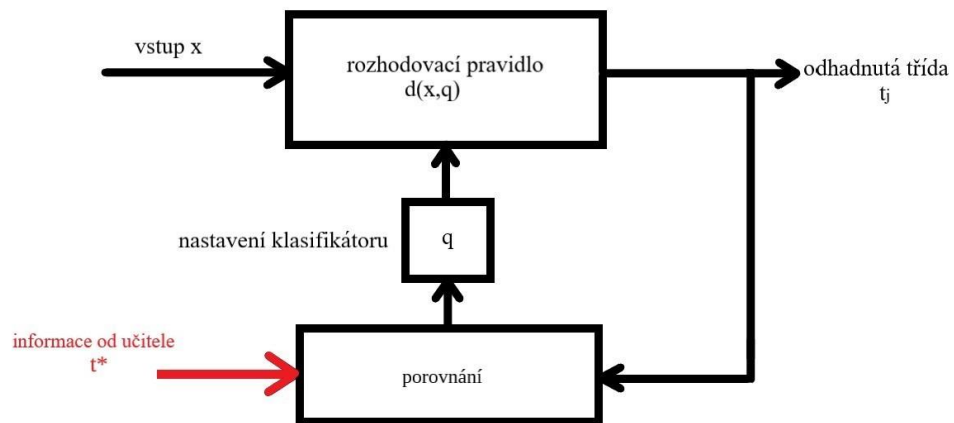 vstup x
rozhodovací pravidlo
d(x,q)
odhadnutá třída
tj
nastavení klasifikátoru
q
informace od učitele
t*
porovnání